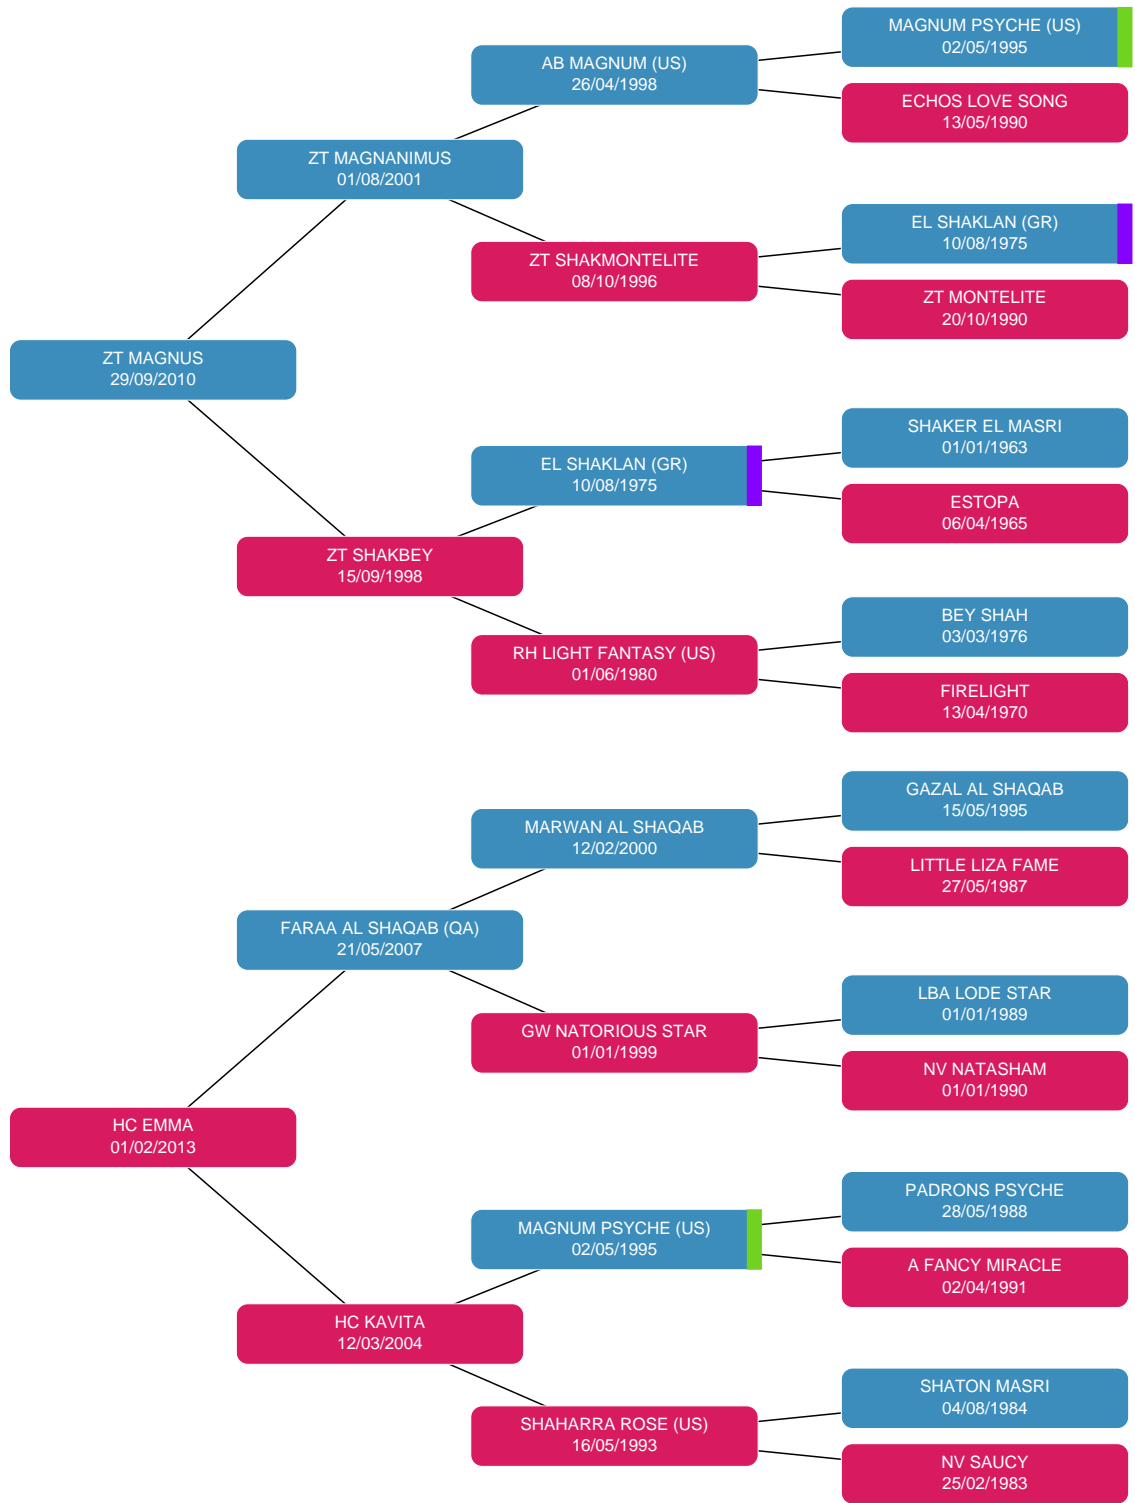 MAGNUM PSYCHE (US)
02/05/1995
AB MAGNUM (US)
26/04/1998
ECHOS LOVE SONG
13/05/1990
ZT MAGNANIMUS
01/08/2001
EL SHAKLAN (GR)
10/08/1975
ZT SHAKMONTELITE
08/10/1996
ZT MONTELITE
20/10/1990
ZT MAGNUS
29/09/2010
SHAKER EL MASRI
01/01/1963
EL SHAKLAN (GR)
10/08/1975
ESTOPA
06/04/1965
ZT SHAKBEY
15/09/1998
BEY SHAH
03/03/1976
RH LIGHT FANTASY (US)
01/06/1980
FIRELIGHT
13/04/1970
GAZAL AL SHAQAB
15/05/1995
MARWAN AL SHAQAB
12/02/2000
LITTLE LIZA FAME
27/05/1987
FARAA AL SHAQAB (QA)
21/05/2007
LBA LODE STAR
01/01/1989
GW NATORIOUS STAR
01/01/1999
NV NATASHAM
01/01/1990
HC EMMA
01/02/2013
PADRONS PSYCHE
28/05/1988
MAGNUM PSYCHE (US)
02/05/1995
A FANCY MIRACLE
02/04/1991
HC KAVITA
12/03/2004
SHATON MASRI
04/08/1984
SHAHARRA ROSE (US)
16/05/1993
NV SAUCY
25/02/1983